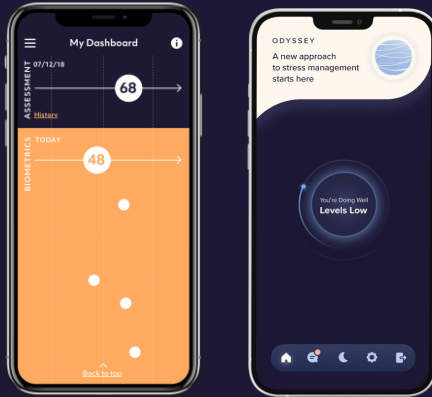 My Dashboard
i
ASSESSMENT
07/12/18
68
History
BIOMETRICS
TODAY
48
Back to top
ODYSSEY
A new approach
to stress management
starts here
You're Doing Well
Levels Low